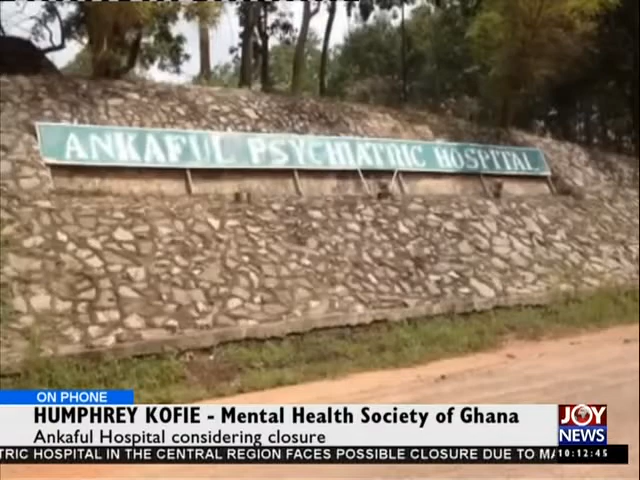 ANKAFUL PSYCHIATRIC HOSPITAL
ON PHONE
HUMPHREY KOFIE - Mental Health Society of Ghana
Ankaful Hospital considering closure
JOY
NEWS
TRIC HOSPITAL IN THE CENTRAL REGION FACES POSSIBLE CLOSURE DUE TO MA
10:12:45